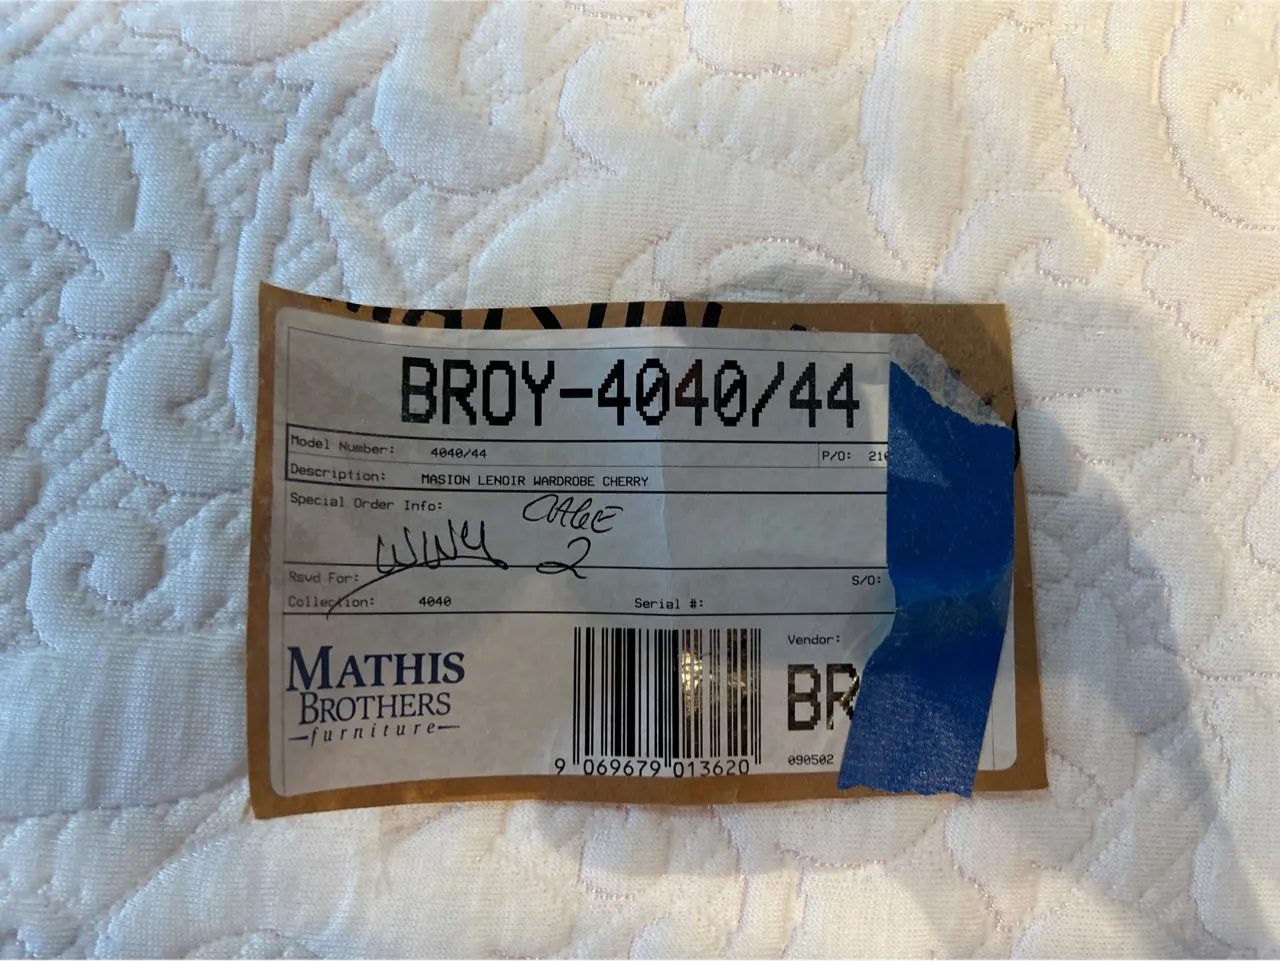 BROY-4040/44
Model Number: 4040/44 P/O: 210
Description: MASION LENOIR WARDROBE CHERRY
Special Order Info:
CAGE
2
Rsvd For: S/O:
Collection: 4040 Serial #:
MATHIS
BROTHERS
furniture
Vendor:
BR
9 069679 013620
090502